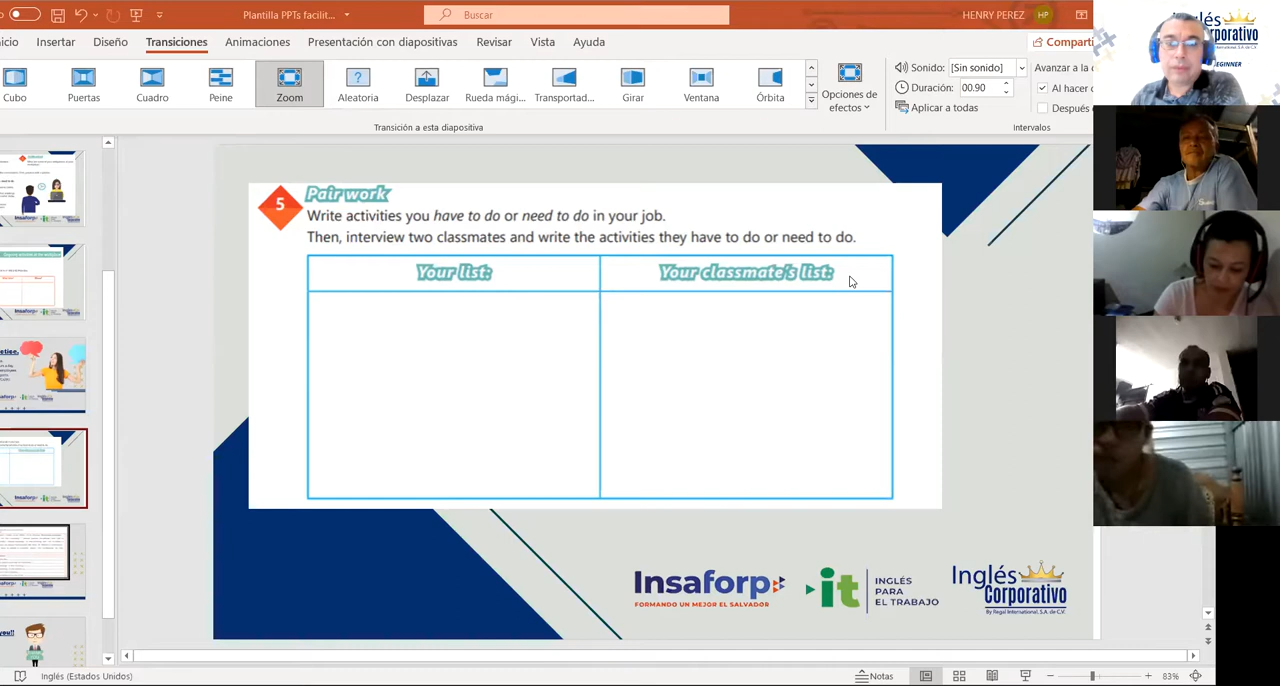 Plantilla PPTs facilit...
Buscar
HENRY PEREZ
HP
icio
Insertar
Diseño
Transiciones
Animaciones
Presentación con diapositivas
Revisar
Vista
Ayuda
Comparti
Cubo
Puertas
Cuadro
Peine
Zoom
Aleatoria
Desplazar
Rueda mági...
Transportad...
Girar
Ventana
Órbita
Opciones de
efectos
Sonido: [Sin sonido]
Duración: 00.90
Aplicar a todas
Avanzar a la
Al hacer
Después
Transición a esta diapositiva
Intervalos
5
Pair work
Write activities you have to do or need to do in your job.
Then, interview two classmates and write the activities they have to do or need to do.
Your list:
Your classmate's list:
Insaforp
FORMANDO UN MEJOR EL SALVADOR
it
INGLÉS
PARA
EL TRABAJO
Inglés
Corporativo
By Regal International, S.A. de C.V.
Inglés (Estados Unidos)
Notas
83%